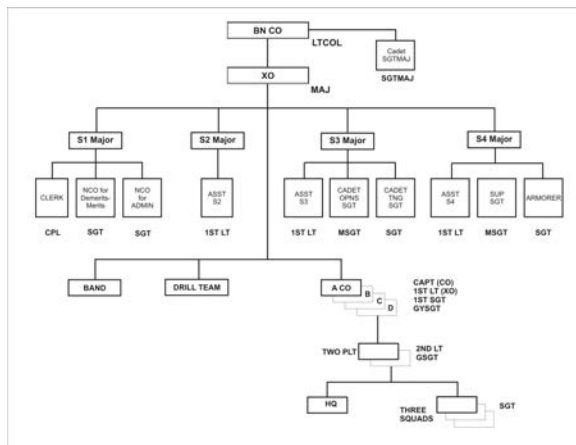 BN CO
LTCOL
Cadet
SGTMAJ
SGTMAJ
XO
MAJ
S1 Major
S2 Major
S3 Major
S4 Major
CLERK
NCO for
Demerits-
Merits
NCO
for
ADMIN
ASST
S2
ASST
S3
CADET
OPNS
SGT
CADET
TNG
SGT
ASST
S4
SUP
SGT
ARMORER
CPL
SGT
SGT
1ST LT
1ST LT
MSGT
SGT
1ST LT
MSGT
SGT
BAND
DRILL TEAM
A CO
B
C
D
CAPT (CO)
1ST LT (XO)
1ST SGT
GYSGT
TWO PLT
2ND LT
GSGT
HQ
THREE
SQUADS
SGT